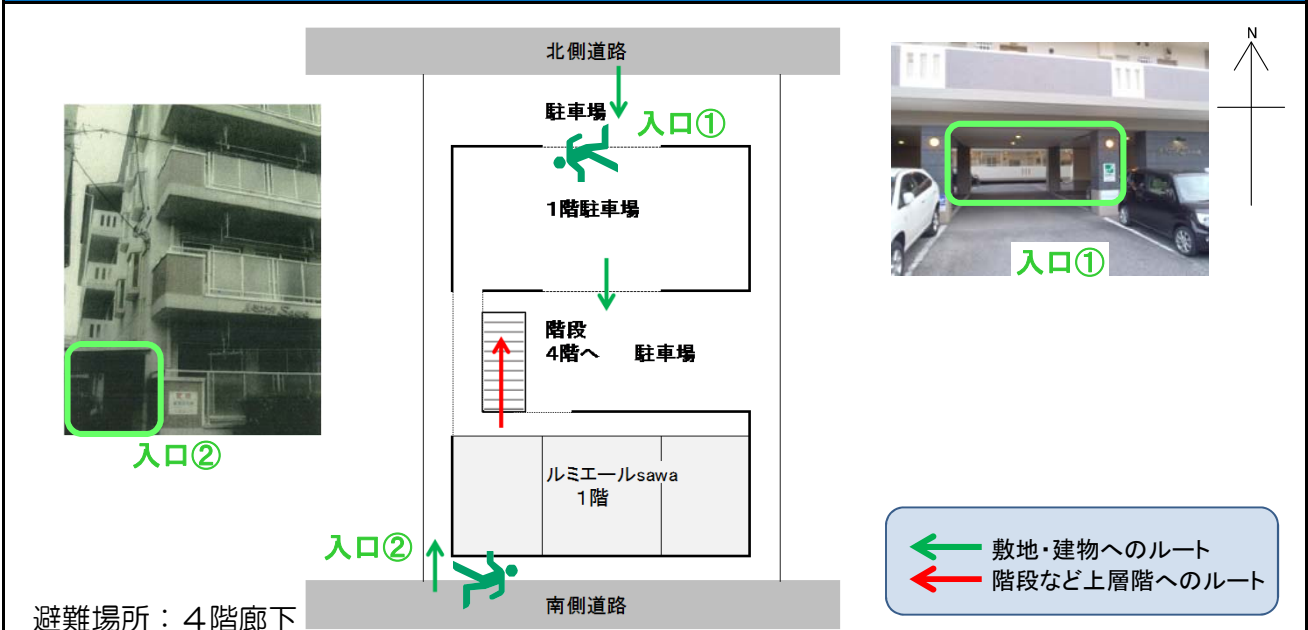 北側道路
N
駐車場
入口①
1階駐車場
入口①
階段
4階へ 駐車場
入口②
ルミエールsawa
1階
入口②
敷地・建物へのルート
階段など上層階へのルート
南側道路
避難場所：４階廊下